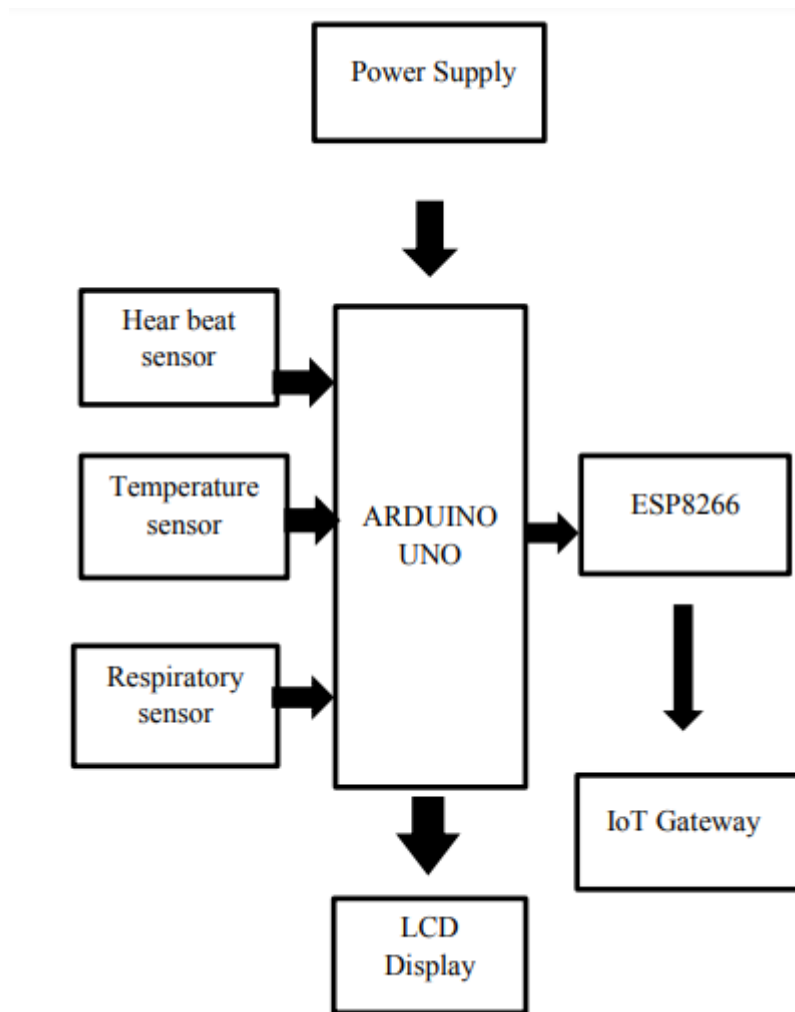 Power Supply
Hear beat
sensor
Temperature
sensor
Respiratory
sensor
ARDUINO
UNO
ESP8266
IoT Gateway
LCD
Display